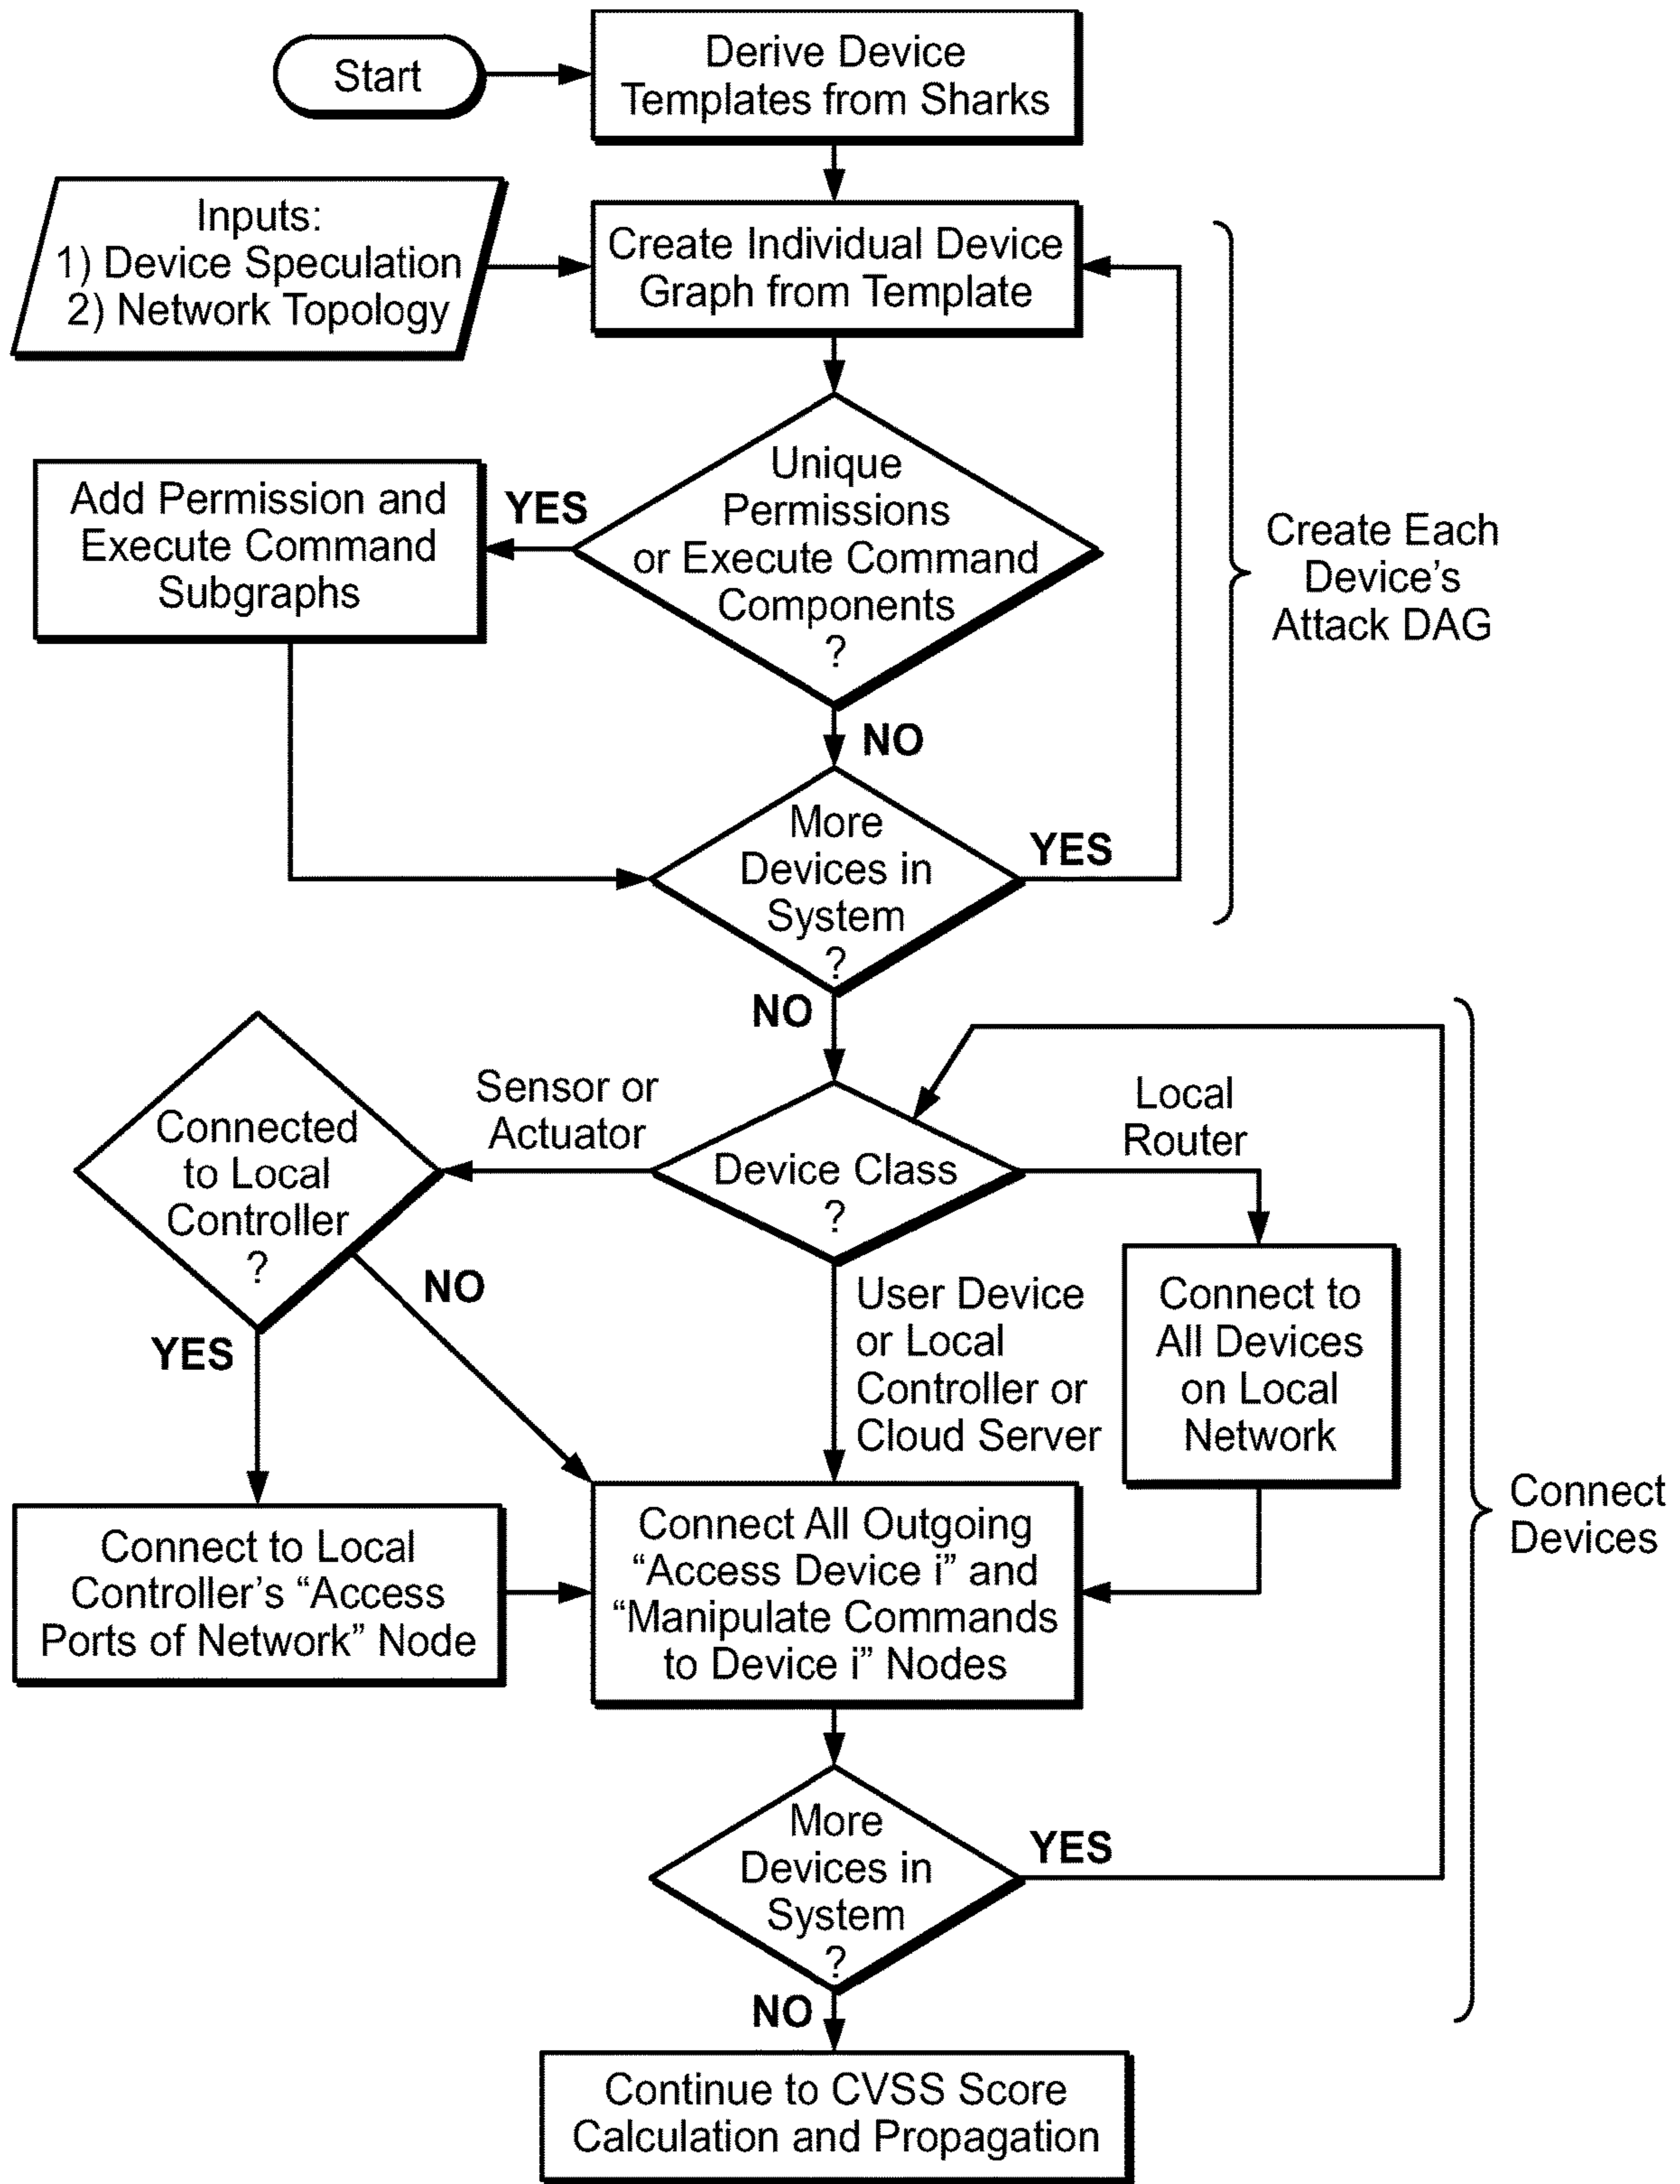 Start
Derive Device
Templates from Sharks
Inputs:
1) Device Speculation
2) Network Topology
Create Individual Device
Graph from Template
Unique
Permissions
or Execute Command
Components
?
YES
Add Permission and
Execute Command
Subgraphs
Create Each
Device's
Attack DAG
NO
More
Devices in
System
?
YES
NO
Device Class
?
Sensor or
Actuator
Local
Router
Connected
to Local
Controller
?
NO
YES
User Device
or Local
Controller or
Cloud Server
Connect to
All Devices
on Local
Network
Connect to Local
Controller's “Access
Ports of Network” Node
Connect All Outgoing
“Access Device i” and
“Manipulate Commands
to Device i” Nodes
Connect
Devices
More
Devices in
System
?
YES
NO
Continue to CVSS Score
Calculation and Propagation